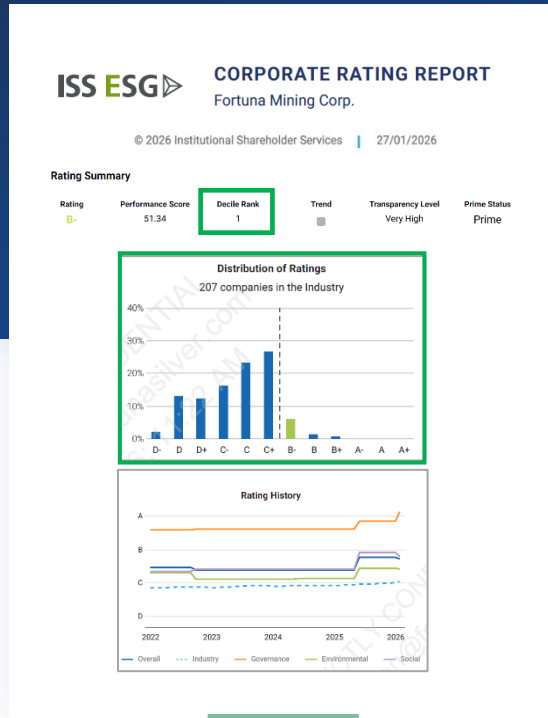 ISS ESG
CORPORATE RATING REPORT
Fortuna Mining Corp.
© 2026 Institutional Shareholder Services | 27/01/2026
Rating Summary
Rating Performance Score Decile Rank Trend Transparency Level Prime Status
B- 51.34 1 Very High Prime
Distribution of Ratings
207 companies in the Industry
40%
30%
20%
10%
0%
D- D D+ C- C C+ B- B B+ A- A A+
Rating History
A
B
C
D
2022 2023 2024 2025 2026
Overall Industry Governance Environmental Social